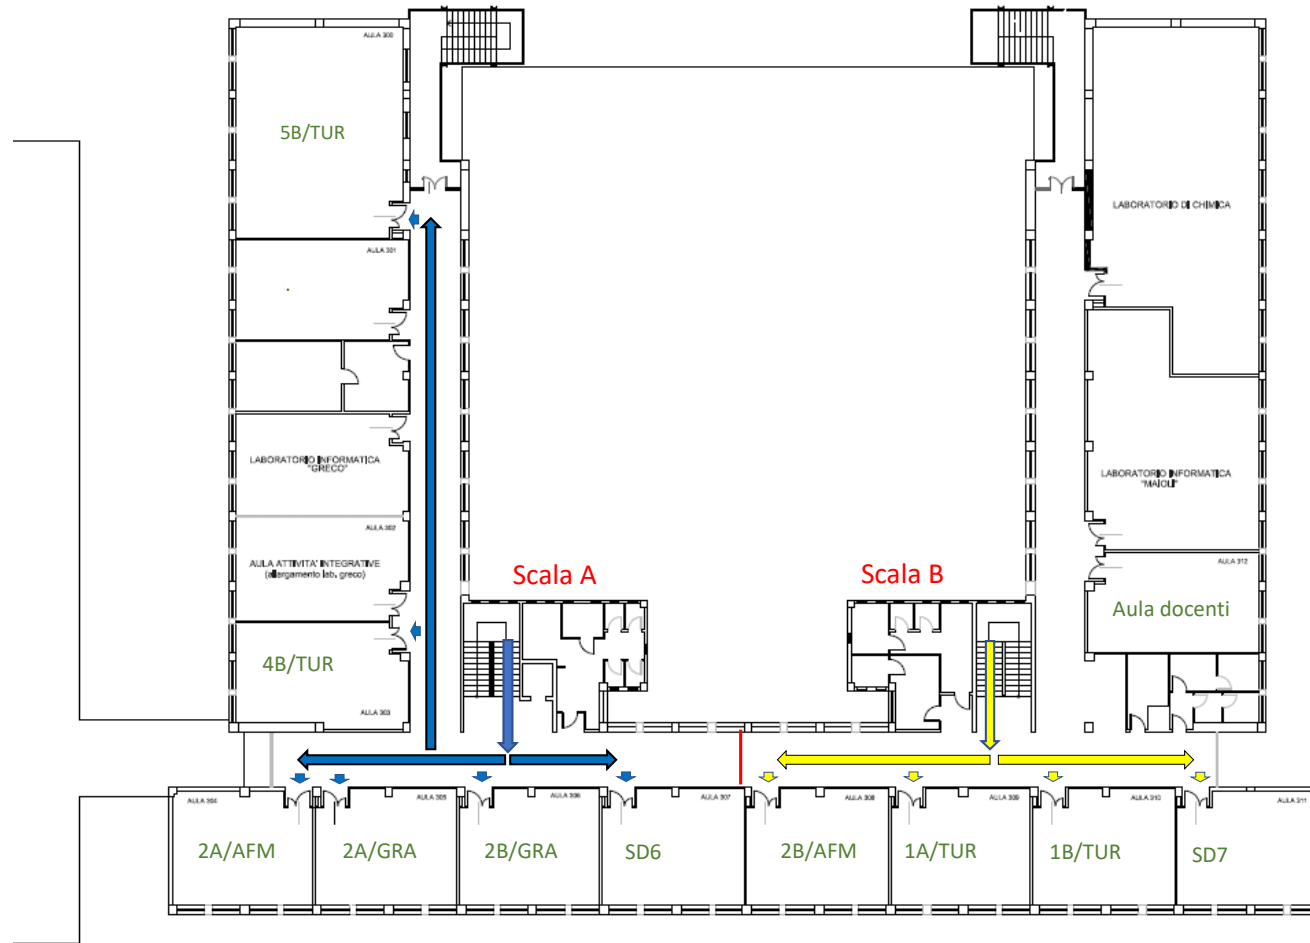 AULA 300
5B/TUR
LABORATORIO DI CHIMICA
AULA 301
LABORATORIO INFORMATICA
"GRECO"
LABORATORIO INFORMATICA
"MAIOLI"
AULA 302
AULA ATTIVITA' INTEGRATIVE
(allargamento lab. greco)
AULA 312
Scala A
Scala B
Aula docenti
4B/TUR
AULA 303
AULA 304
AULA 305
AULA 306
AULA 307
AULA 308
AULA 309
AULA 310
AULA 311
2A/AFM
2A/GRA
2B/GRA
SD6
2B/AFM
1A/TUR
1B/TUR
SD7